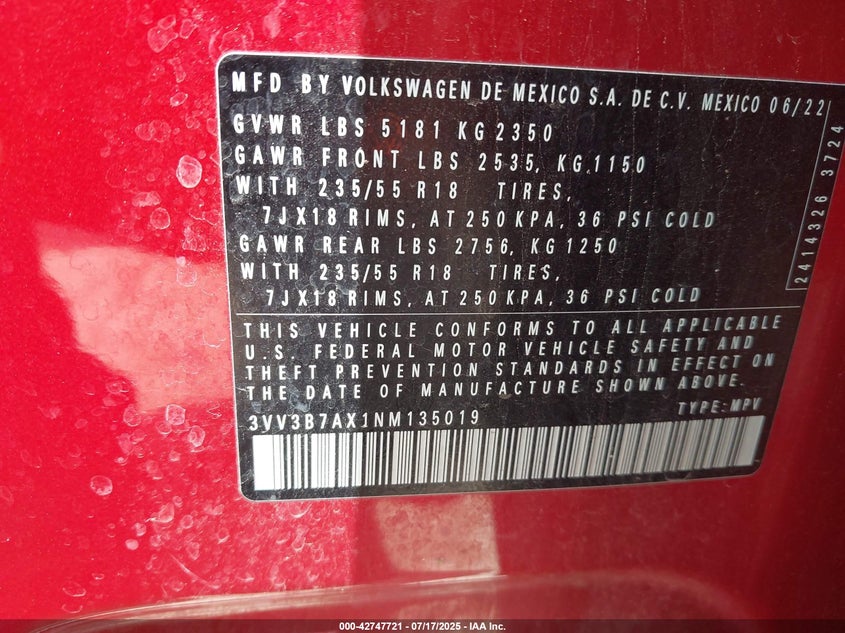 MFD BY VOLKSWAGEN DE MEXICO S.A. DE C.V. MEXICO 06/22
GVWR LBS 5181 KG 2350
GAWR FRONT LBS 2535, KG 1150
WITH 235/55 R18 TIRES,
7JX18 RIMS, AT 250 KPA, 36 PSI COLD
GAWR REAR LBS 2756, KG 1250
WITH 235/55 R18 TIRES,
7JX18 RIMS, AT 250 KPA, 36 PSI COLD
2414326 3724
THIS VEHICLE CONFORMS TO ALL APPLICABLE
U.S. FEDERAL MOTOR VEHICLE SAFETY AND
THEFT PREVENTION STANDARDS IN EFFECT ON
THE DATE OF MANUFACTURE SHOWN ABOVE.
3VV3B7AX1NM135019 TYPE:MPV
000-42747721 | 07/17/2025 | IAA Inc.